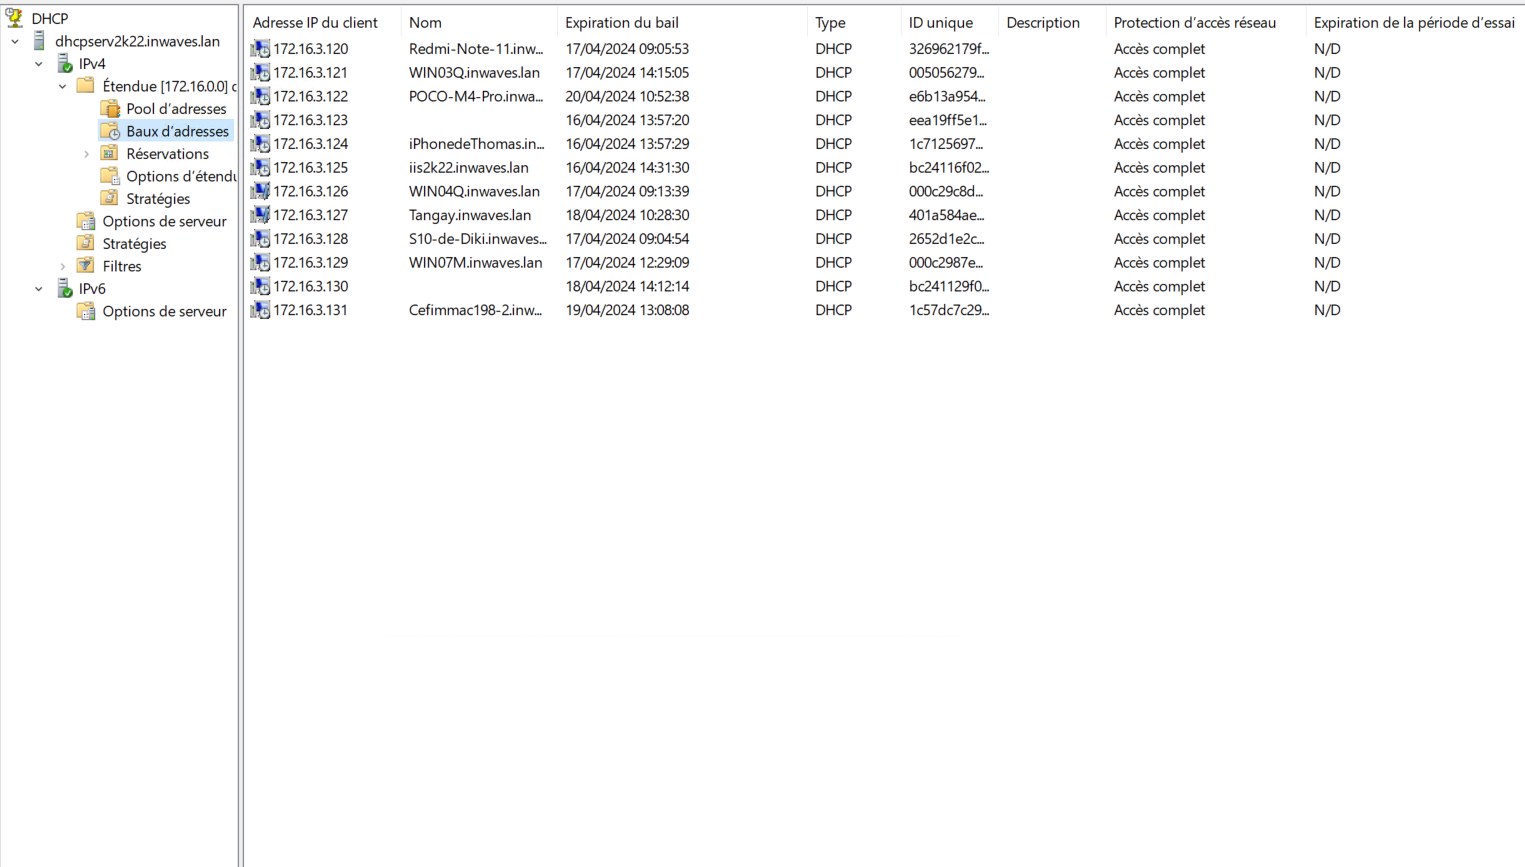 DHCP
dhcpserv2k22.inwaves.lan
IPv4
Étendue [172.16.0.0] c
Pool d'adresses
Baux d'adresses
Réservations
Options d'étendu
Stratégies
Options de serveur
Stratégies
Filtres
IPv6
Options de serveur
Adresse IP du client Nom Expiration du bail Type ID unique Description Protection d'accès réseau Expiration de la période d'essai
172.16.3.120 Redmi-Note-11.inw... 17/04/2024 09:05:53 DHCP 326962179f... Accès complet N/D
172.16.3.121 WIN03Q.inwaves.lan 17/04/2024 14:15:05 DHCP 005056279... Accès complet N/D
172.16.3.122 POCO-M4-Pro.inwa... 20/04/2024 10:52:38 DHCP e6b13a954... Accès complet N/D
172.16.3.123 16/04/2024 13:57:20 DHCP eea19ff5e1... Accès complet N/D
172.16.3.124 iPhonedeThomas.in... 16/04/2024 13:57:29 DHCP 1c7125697... Accès complet N/D
172.16.3.125 iis2k22.inwaves.lan 16/04/2024 14:31:30 DHCP bc24116f02... Accès complet N/D
172.16.3.126 WIN04Q.inwaves.lan 17/04/2024 09:13:39 DHCP 000c29c8d... Accès complet N/D
172.16.3.127 Tangay.inwaves.lan 18/04/2024 10:28:30 DHCP 401a584ae... Accès complet N/D
172.16.3.128 S10-de-Diki.inwaves... 17/04/2024 09:04:54 DHCP 2652d1e2c... Accès complet N/D
172.16.3.129 WIN07M.inwaves.lan 17/04/2024 12:29:09 DHCP 000c2987e... Accès complet N/D
172.16.3.130 18/04/2024 14:12:14 DHCP bc241129f0... Accès complet N/D
172.16.3.131 Cefimmac198-2.inw... 19/04/2024 13:08:08 DHCP 1c57dc7c29... Accès complet N/D